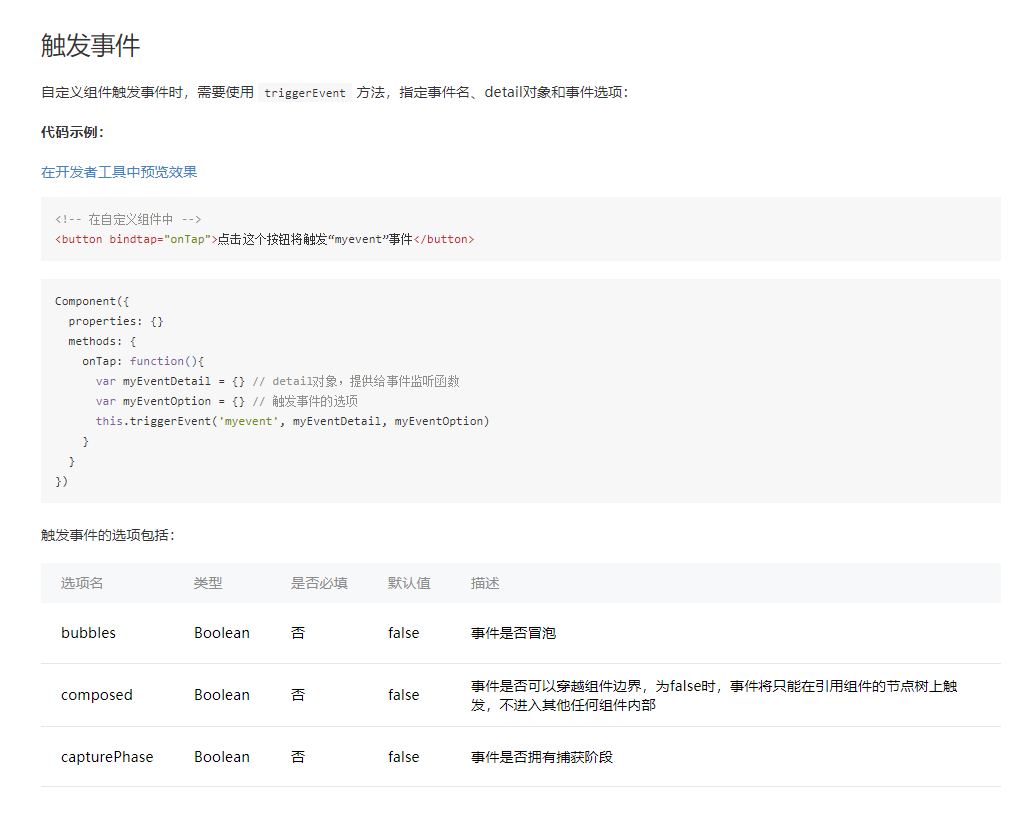 触发事件
自定义组件触发事件时，需要使用 triggerEvent 方法，指定事件名、detail对象和事件选项：
代码示例：
在开发者工具中预览效果
<!-- 在自定义组件中 -->
<button bindtap="onTap">点击这个按钮将触发“myevent”事件</button>
Component({
  properties: {}
  methods: {
    onTap: function(){
      var myEventDetail = {} // detail对象，提供给事件监听函数
      var myEventOption = {} // 触发事件的选项
      this.triggerEvent('myevent', myEventDetail, myEventOption)
    }
  }
})
触发事件的选项包括：
选项名 类型 是否必填 默认值 描述
bubbles Boolean 否 false 事件是否冒泡
composed Boolean 否 false 事件是否可以穿越组件边界，为false时，事件将只能在引用组件的节点树上触
发，不进入其他任何组件内部
capturePhase Boolean 否 false 事件是否拥有捕获阶段